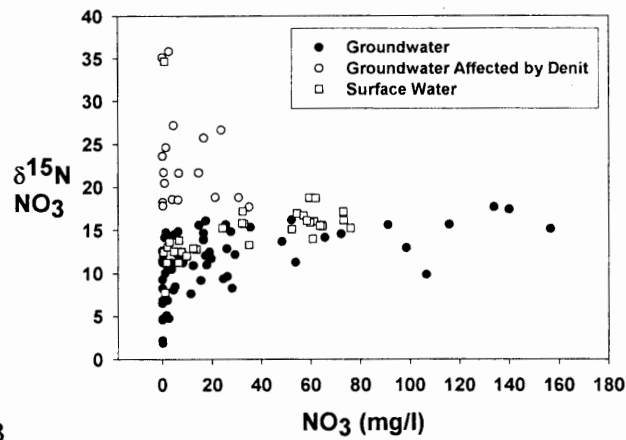 40
35
30
25
20
15
10
5
0
δ15N
NO3
Groundwater
Groundwater Affected by Denit
Surface Water
0 20 40 60 80 100 120 140 160 180
NO3 (mg/l)